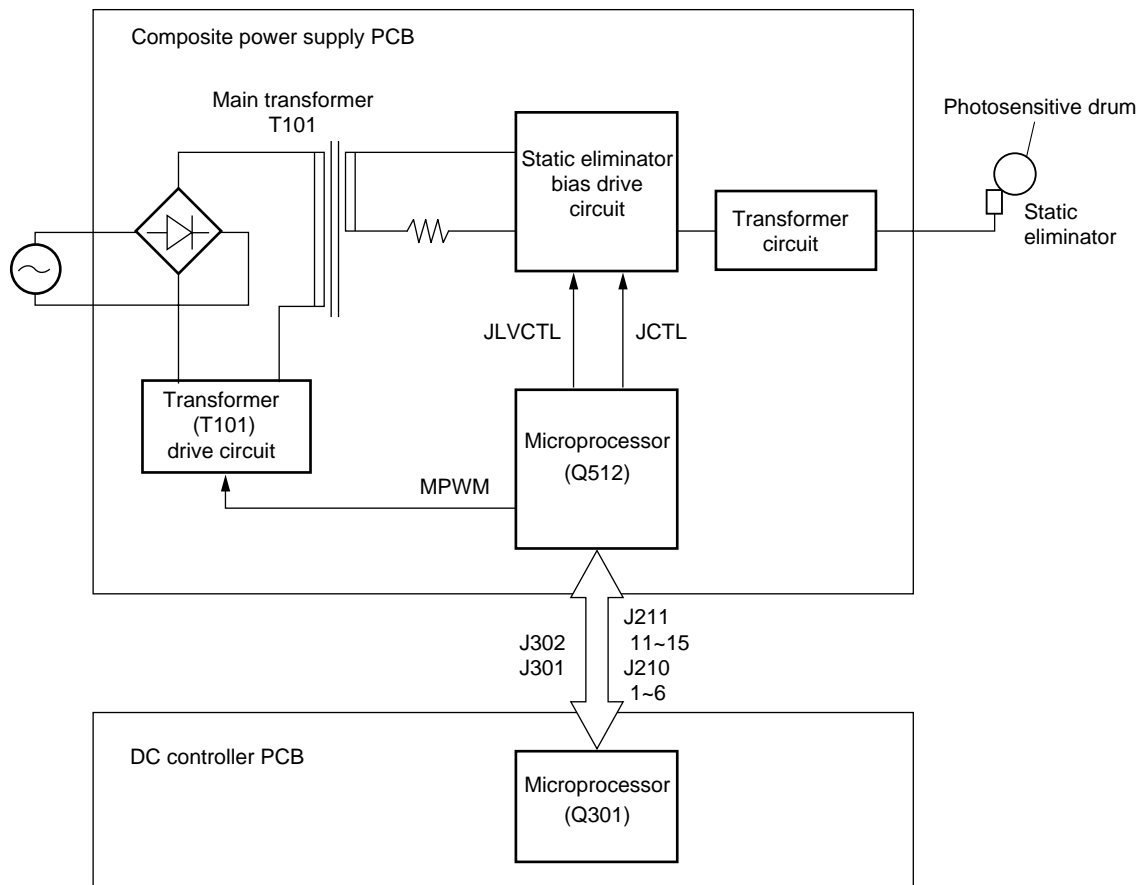 Composite power supply PCB
Main transformer
T101
Static eliminator
bias drive
circuit
Photosensitive drum
Static
eliminator
Transformer
circuit
JLVCTL
JCTL
Transformer
(T101)
drive circuit
MPWM
Microprocessor
(Q512)
J302
J301
J211
11~15
J210
1~6
DC controller PCB
Microprocessor
(Q301)